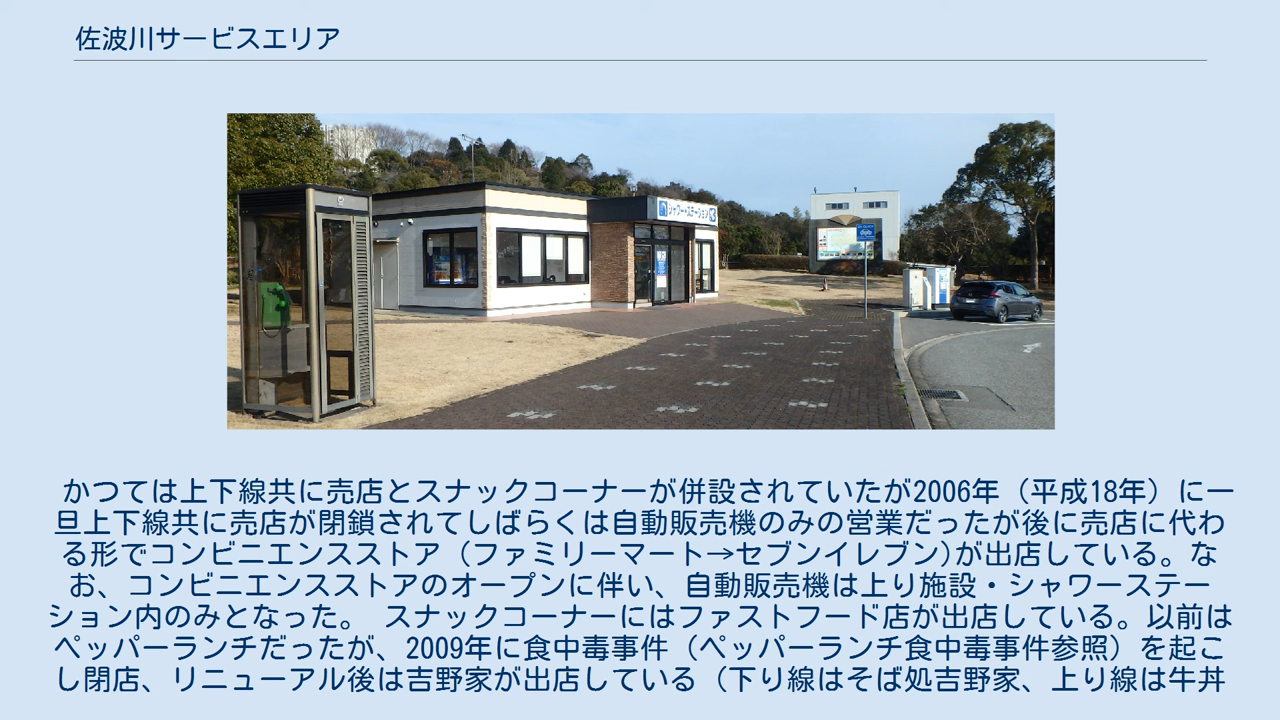 佐波川サービスエリア
シャワーステーション
かつては上下線共に売店とスナックコーナーが併設されていたが2006年（平成18年）に一
旦上下線共に売店が閉鎖されてしばらくは自動販売機のみの営業だったが後に売店に代わ
る形でコンビニエンスストア（ファミリーマート→セブンイレブン)が出店している。な
お、コンビニエンスストアのオープンに伴い、自動販売機は上り施設・シャワーステー
ション内のみとなった。 スナックコーナーにはファストフード店が出店している。以前は
ペッパーランチだったが、2009年に食中毒事件（ペッパーランチ食中毒事件参照）を起こ
し閉店、リニューアル後は吉野家が出店している（下り線はそば処吉野家、上り線は牛丼